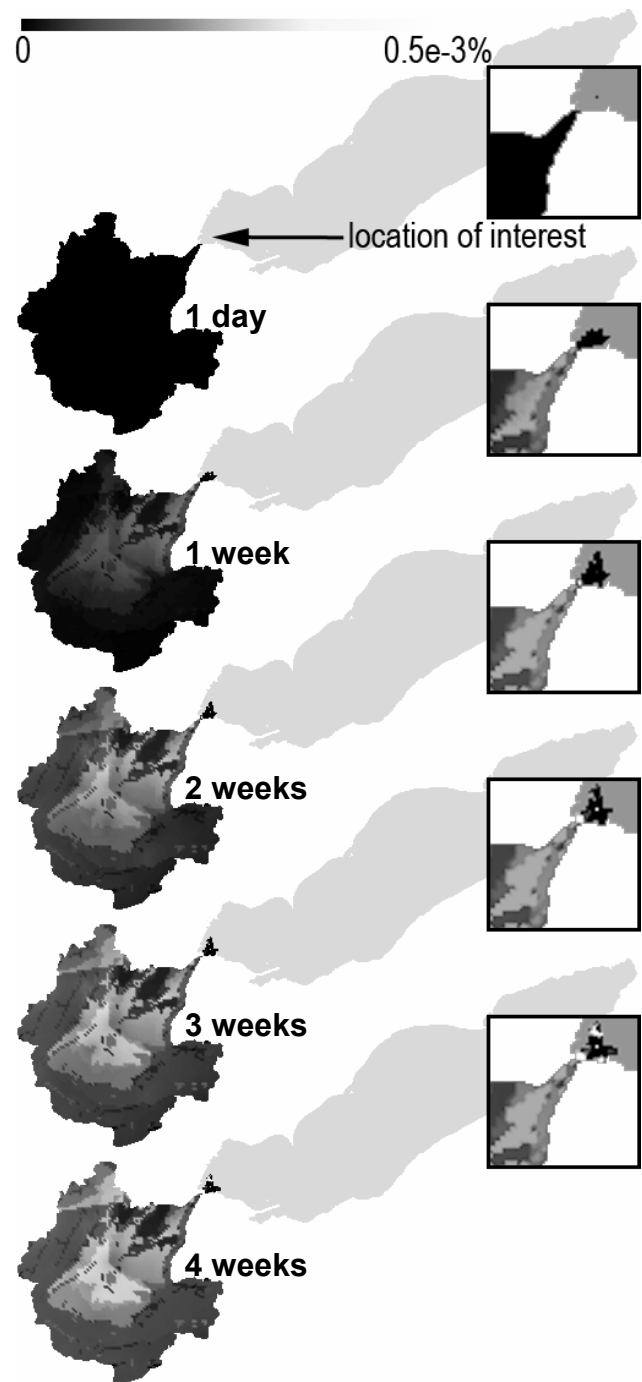 0 0.5e-3%
location of interest
1 day
1 week
2 weeks
3 weeks
4 weeks